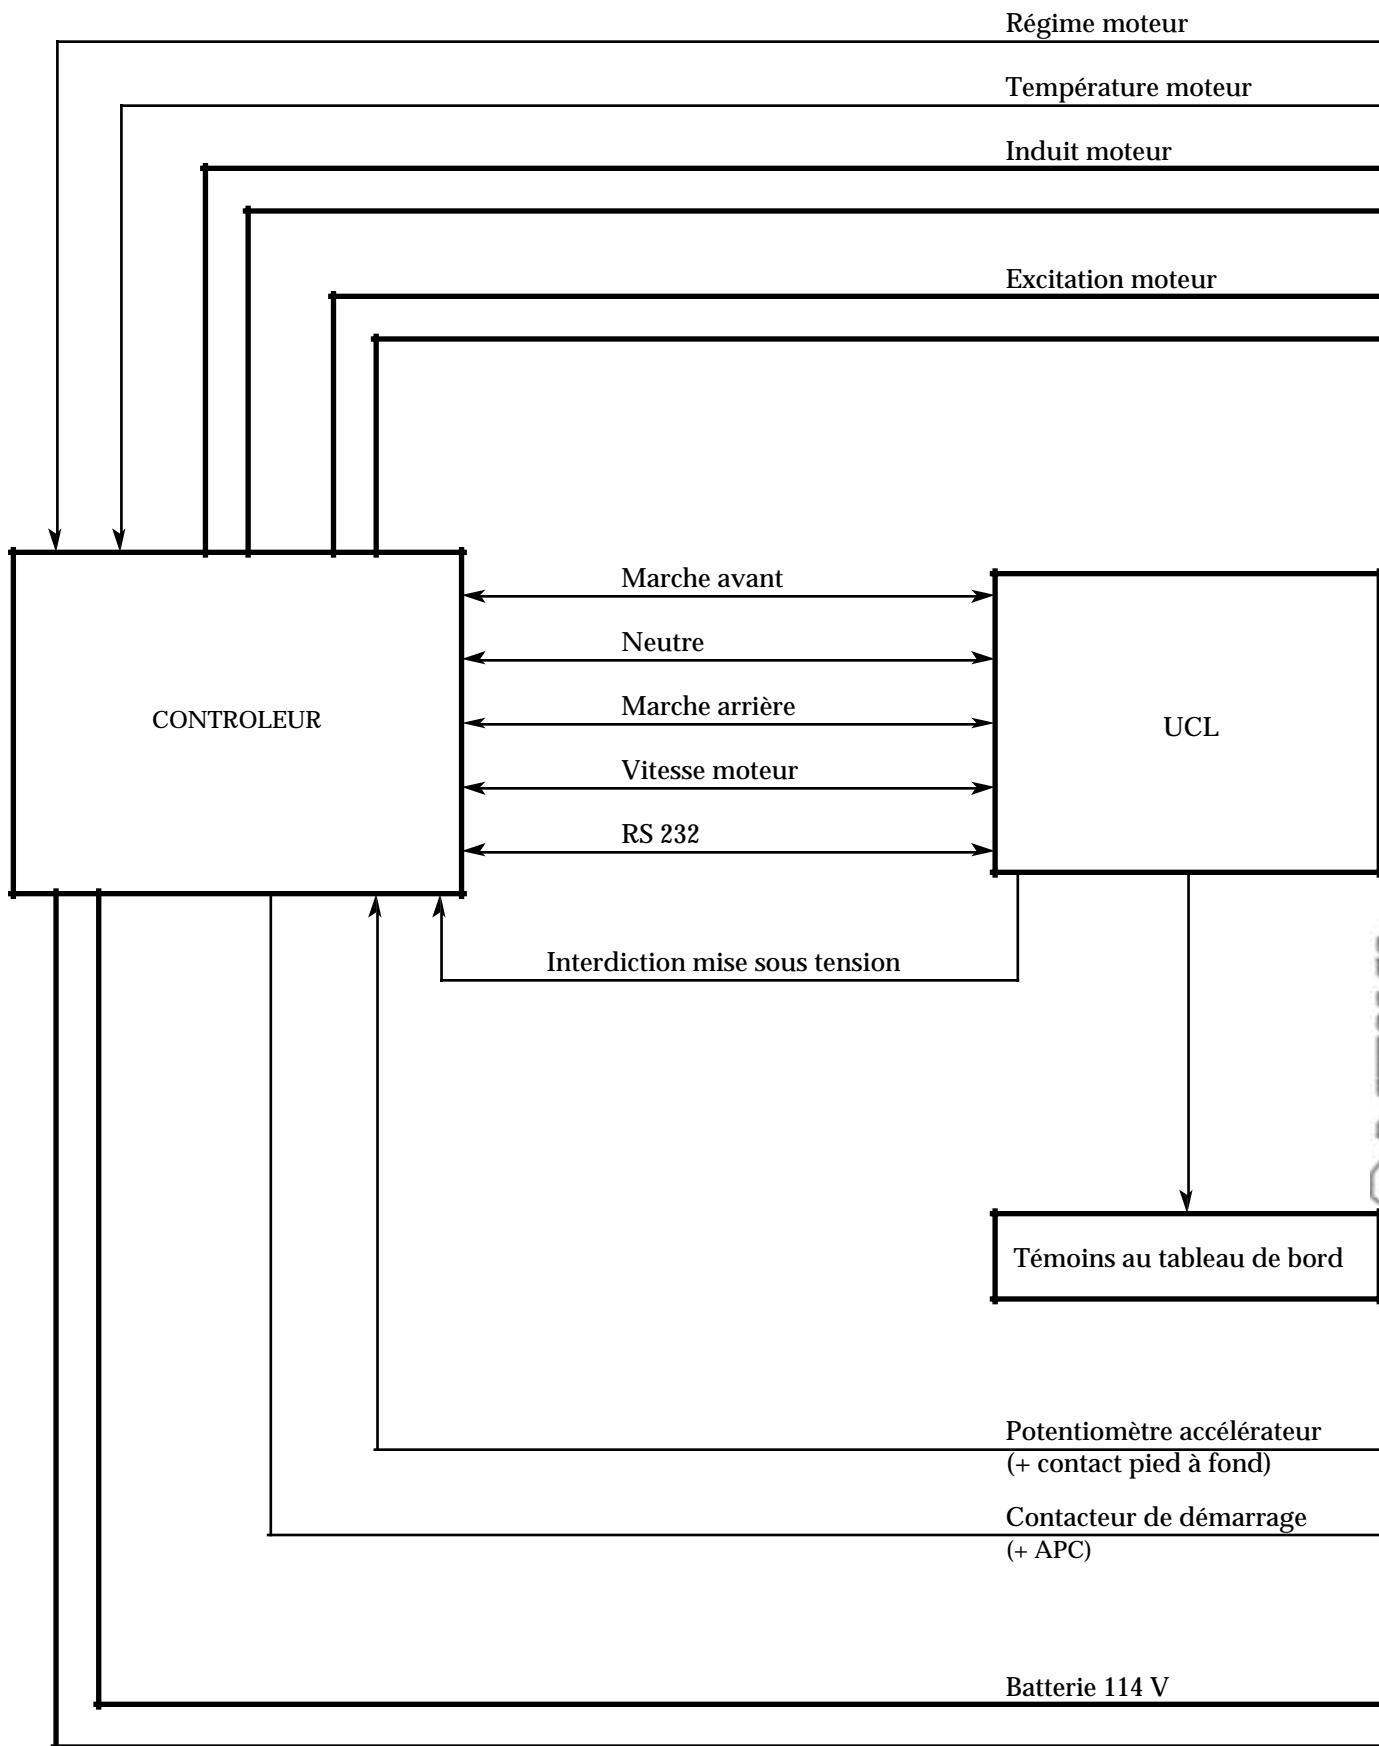 Régime moteur
Température moteur
Induit moteur
Excitation moteur
Marche avant
Neutre
Marche arrière
CONTROLEUR
UCL
Vitesse moteur
RS 232
Interdiction mise sous tension
Témoins au tableau de bord
Potentiomètre accélérateur
(+ contact pied à fond)
Contacteur de démarrage
(+ APC)
Batterie 114 V